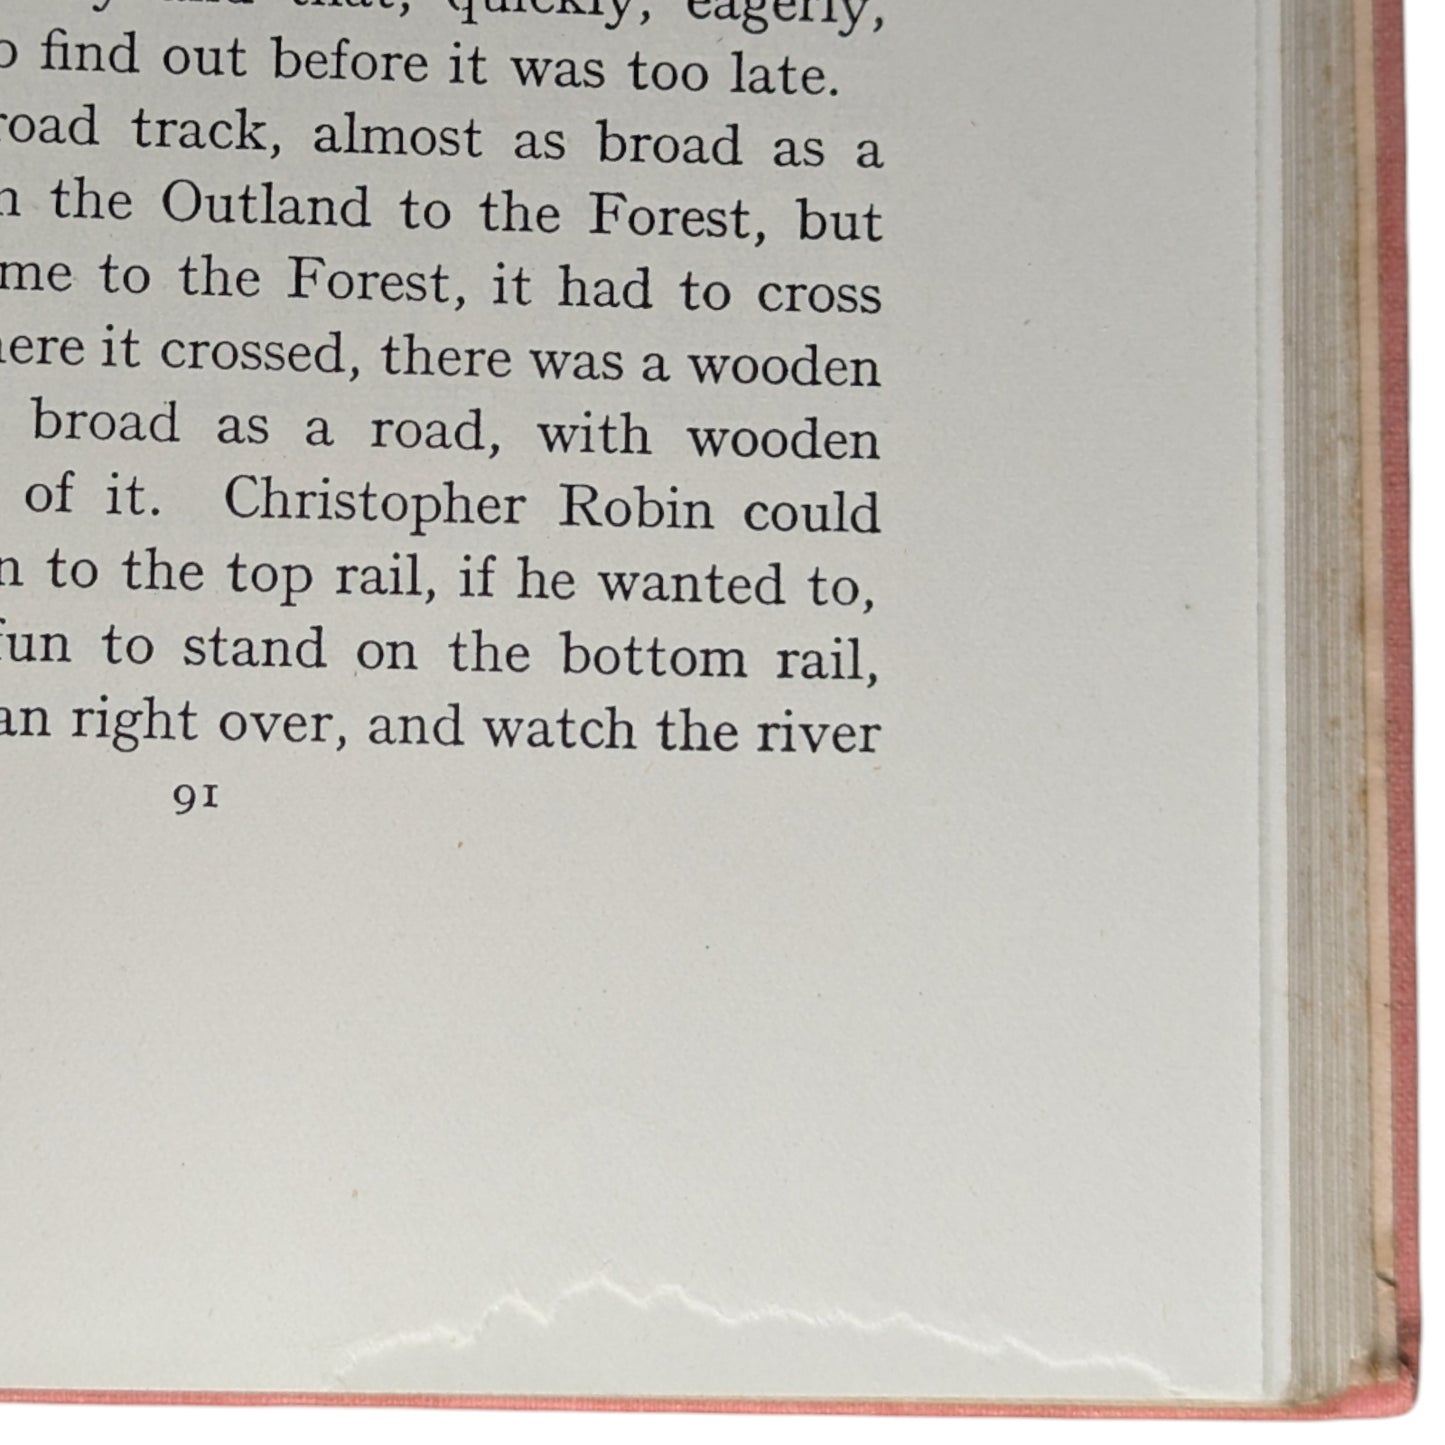 that, quickly, eagerly,
find out before it was too late.
road track, almost as broad as a
the Outland to the Forest, but
me to the Forest, it had to cross
ere it crossed, there was a wooden
broad as a road, with wooden
of it. Christopher Robin could
n to the top rail, if he wanted to,
fun to stand on the bottom rail,
an right over, and watch the river
91